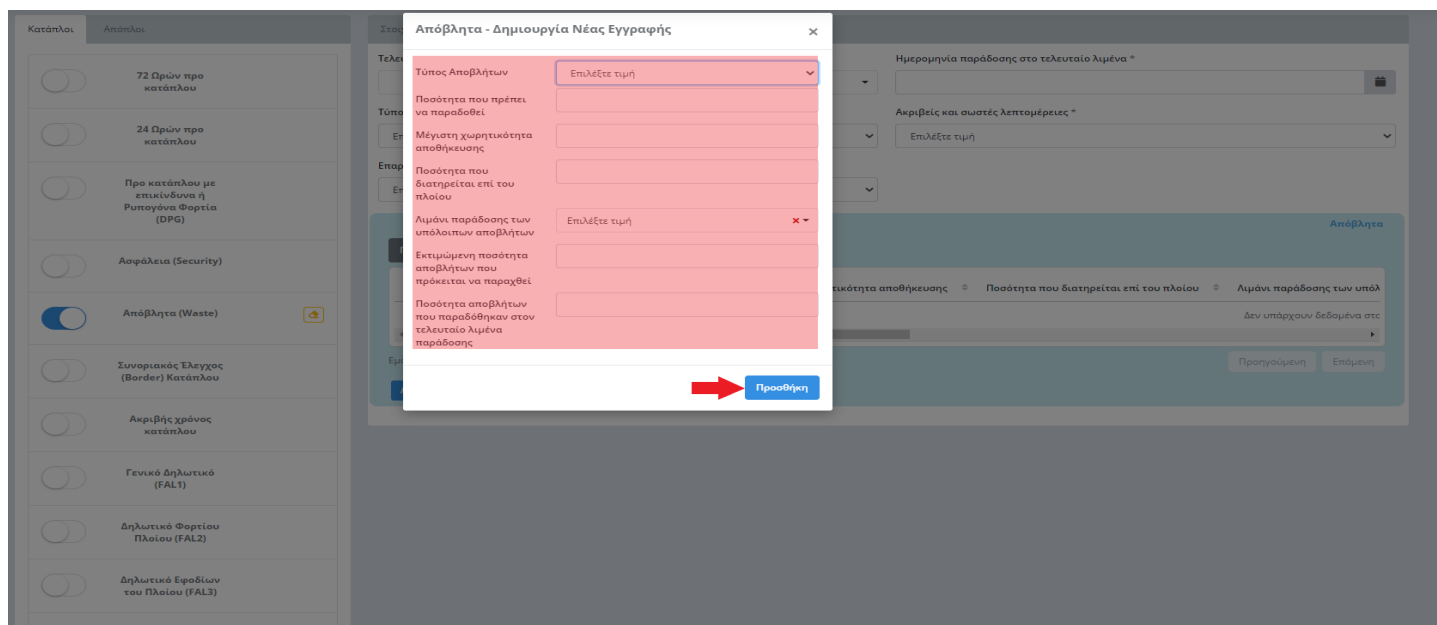 Κατάπλοι
Απόπλοι
72 Ωρών προ
κατάπλου
24 Ωρών προ
κατάπλου
Προ κατάπλου με
επικίνδυνα ή
Ρυπογόνα Φορτία
(DPG)
Ασφάλεια (Security)
Απόβλητα (Waste)
Συνοριακός Έλεγχος
(Border) Κατάπλου
Ακριβής χρόνος
κατάπλου
Γενικό Δηλωτικό
(FAL1)
Δηλωτικό Φορτίου
Πλοίου (FAL2)
Δηλωτικό Εφοδίων
του Πλοίου (FAL3)
Απόβλητα - Δημιουργία Νέας Εγγραφής ×
Τύπος Αποβλήτων
Επιλέξτε τιμή
Ποσότητα που πρέπει
να παραδοθεί
Μέγιστη χωρητικότητα
αποθήκευσης
Ποσότητα που
διατηρείται επί του
πλοίου
Λιμάνι παράδοσης των
υπόλοιπων αποβλήτων
Επιλέξτε τιμή
Εκτιμώμενη ποσότητα
αποβλήτων που
πρόκειται να παραχθεί
Ποσότητα αποβλήτων
που παραδόθηκαν στον
τελευταίο λιμένα
παράδοσης
Προσθήκη
Ημερομηνία παράδοσης στο τελευταίο λιμένα *
Ακριβείς και σωστές λεπτομέρειες *
Επιλέξτε τιμή
Απόβλητα
τικότητα αποθήκευσης
Ποσότητα που διατηρείται επί του πλοίου
Λιμάνι παράδοσης των υπόλ
Δεν υπάρχουν δεδομένα στο
Προηγούμενη
Επόμενη